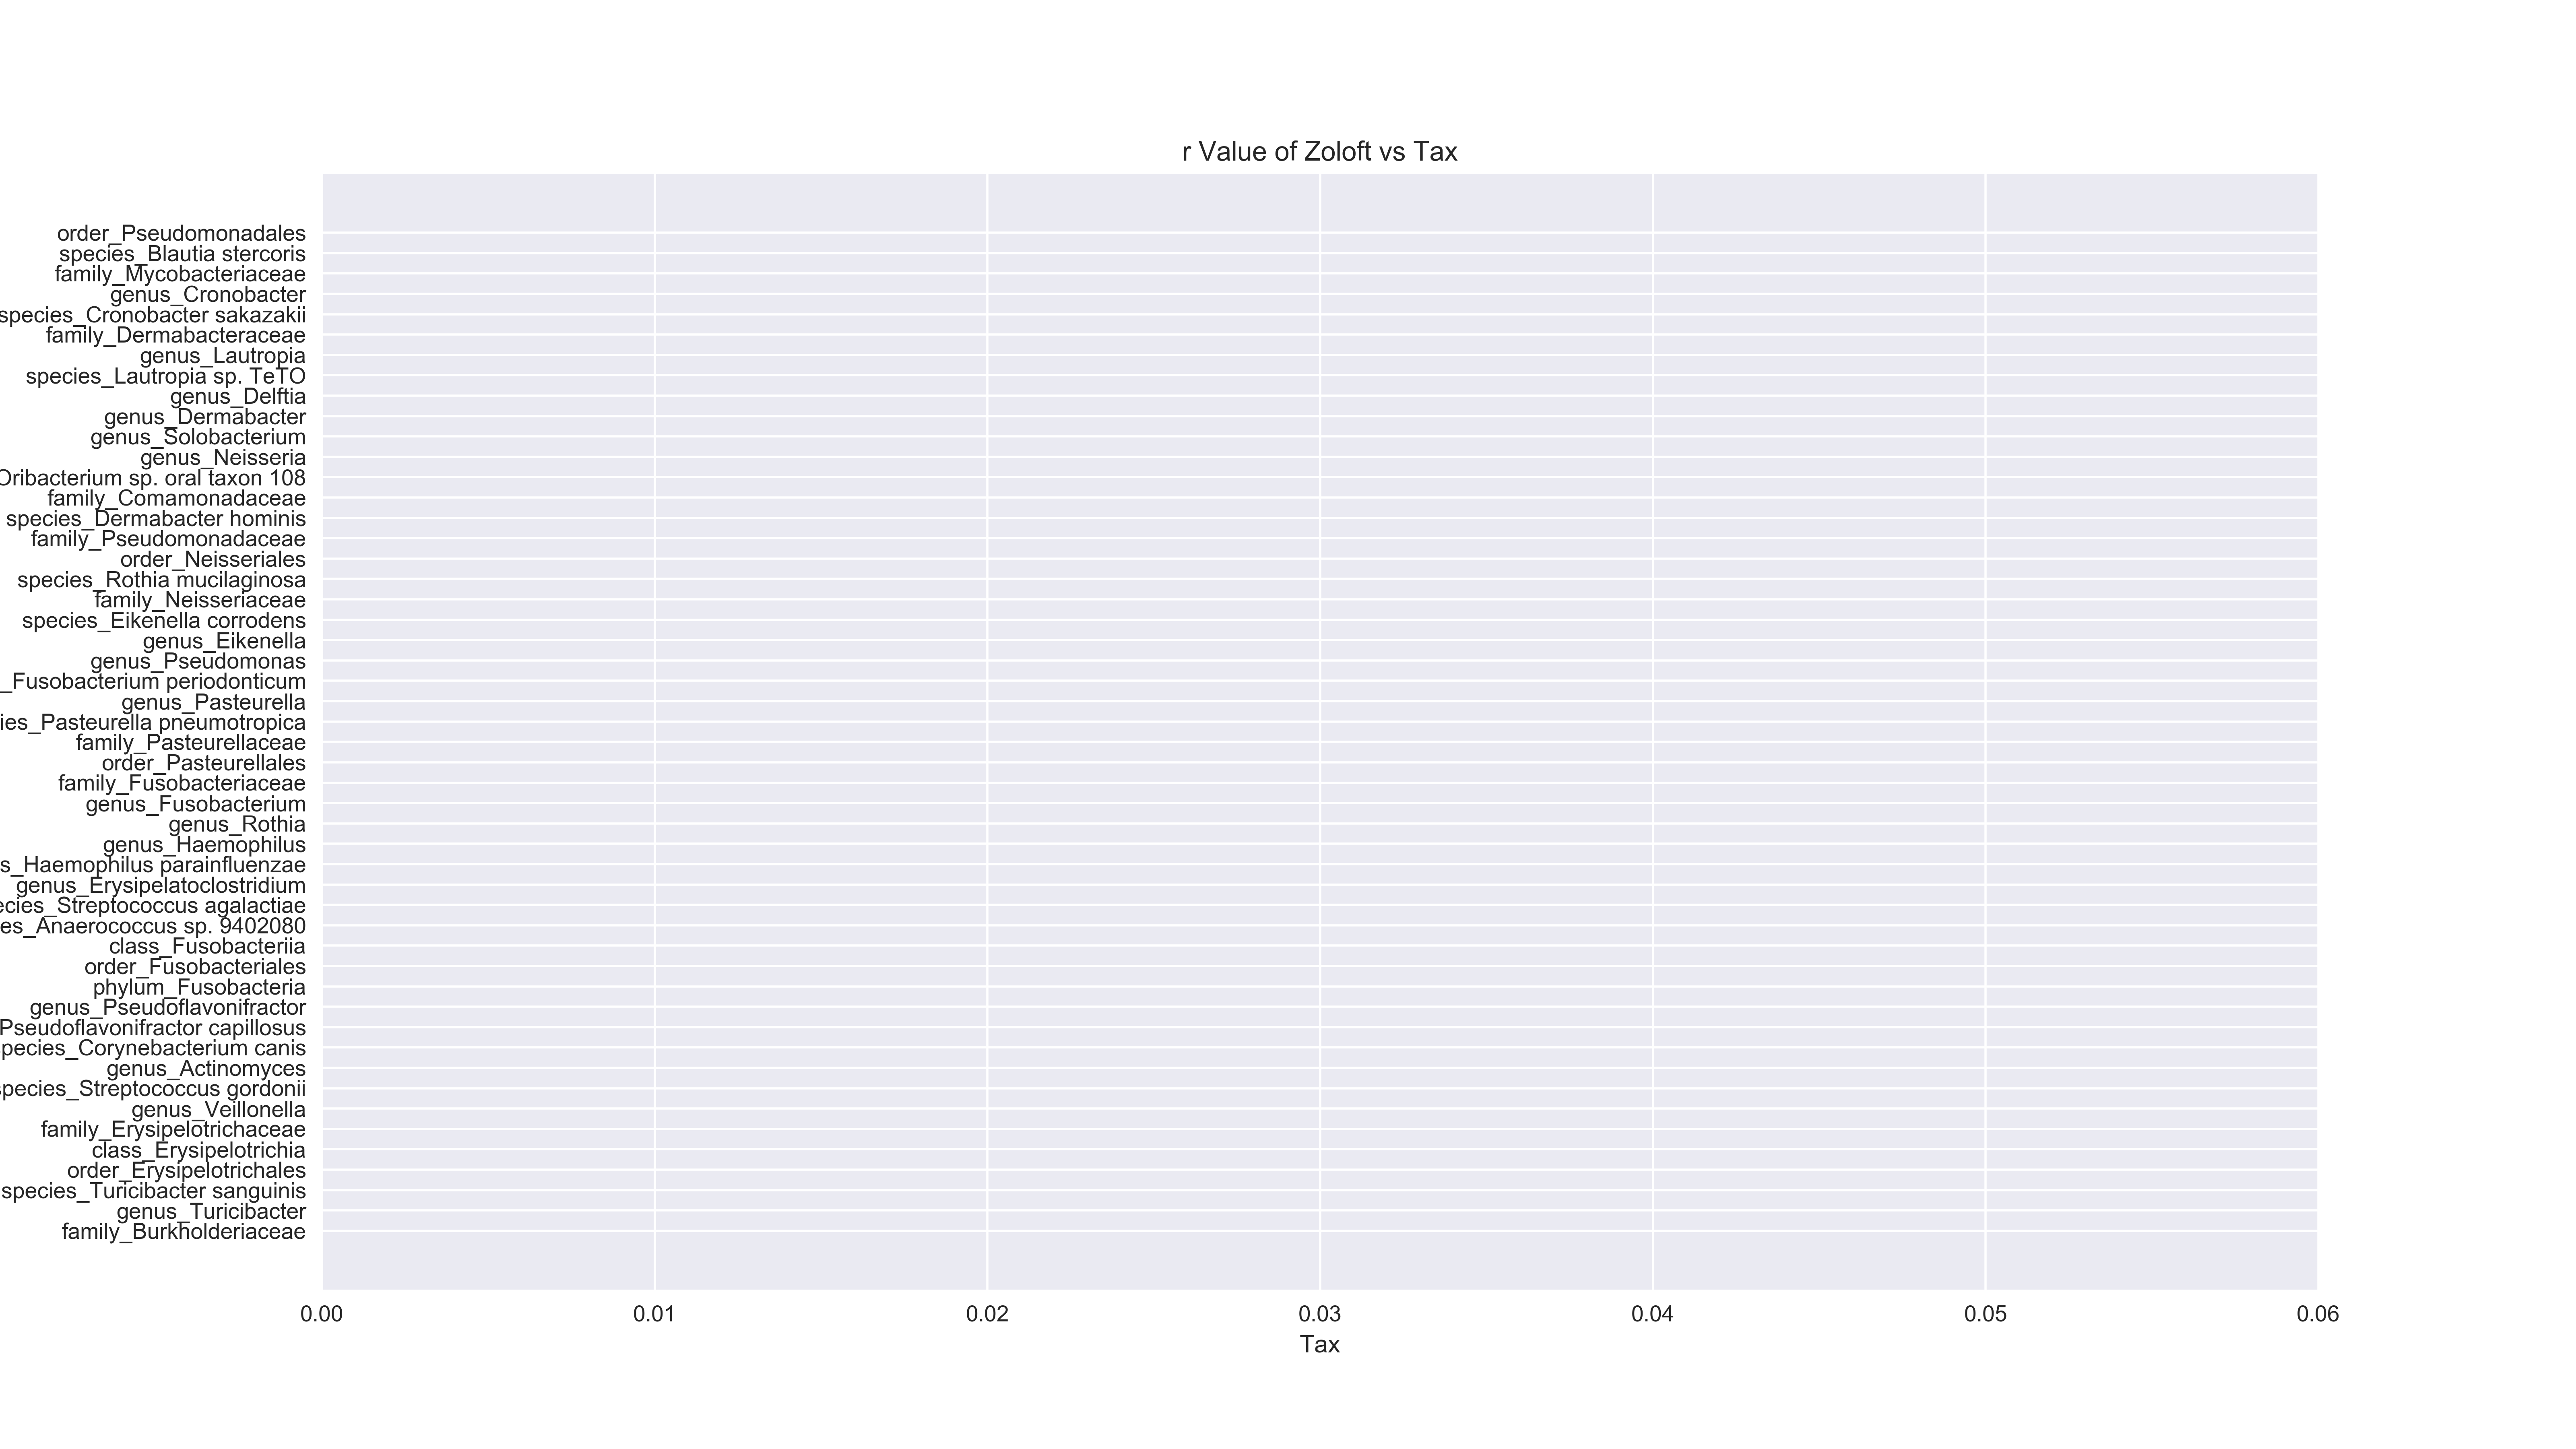 r Value of Zoloft vs Tax
order_Pseudomonadales
species_Blautia stercoris
family_Mycobacteriaceae
genus_Cronobacter
species_Cronobacter sakazakii
family_Dermabacteraceae
genus_Lautropia
species_Lautropia sp. TeTO
genus_Delftia
genus_Dermabacter
genus_Solobacterium
genus_Neisseria
Oribacterium sp. oral taxon 108
family_Comamonadaceae
species_Dermabacter hominis
family_Pseudomonadaceae
order_Neisseriales
species_Rothia mucilaginosa
family_Neisseriaceae
species_Eikenella corrodens
genus_Eikenella
genus_Pseudomonas
_Fusobacterium periodonticum
genus_Pasteurella
ies_Pasteurella pneumotropica
family_Pasteurellaceae
order_Pasteurellales
family_Fusobacteriaceae
genus_Fusobacterium
genus_Rothia
genus_Haemophilus
s_Haemophilus parainfluenzae
genus_Erysipelatoclostridium
ecies_Streptococcus agalactiae
es_Anaerococcus sp. 9402080
class_Fusobacteriia
order_Fusobacteriales
phylum_Fusobacteria
genus_Pseudoflavonifractor
Pseudoflavonifractor capillosus
pecies_Corynebacterium canis
genus_Actinomyces
species_Streptococcus gordonii
genus_Veillonella
family_Erysipelotrichaceae
class_Erysipelotrichia
order_Erysipelotrichales
species_Turicibacter sanguinis
genus_Turicibacter
family_Burkholderiaceae
0.00 0.01 0.02 0.03 0.04 0.05 0.06
Tax